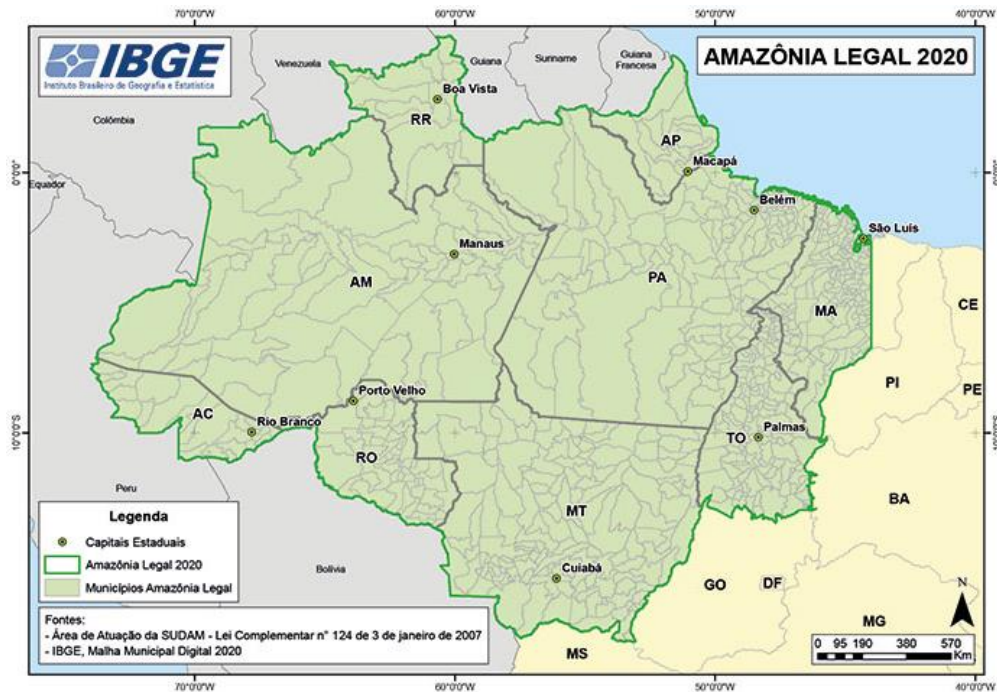 70°0'0"W 60°0'0"W 50°0'0"W 40°0'0"W
IBGE
Instituto Brasileiro de Geografia e Estatística
AMAZÔNIA LEGAL 2020
Venezuela
Guiana
Suriname
Guiana
Francesa
Colômbia
Boa Vista
RR
AP
Macapá
0°0'0"
Equador
Belém
São Luís
Manaus
AM
PA
MA
CE
PI
PE
Porto Velho
AC
Rio Branco
10°0'0"S
10°0'0"S
TO
Palmas
RO
Peru
BA
MT
Legenda
Capitais Estaduais
Amazônia Legal 2020
Municípios Amazônia Legal
Bolívia
Cuiabá
GO
DF
N
Fontes:
- Área de Atuação da SUDAM - Lei Complementar n° 124 de 3 de janeiro de 2007
- IBGE, Malha Municipal Digital 2020
MG
MS
0 95 190 380 570
Km
70°0'0"W 60°0'0"W 50°0'0"W 40°0'0"W